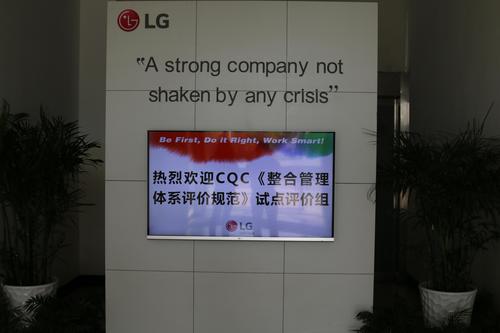 LG
“A strong company not
shaken by any crisis”
Be First, Do it Right, Work Smart!
热烈欢迎CQC《整合管理
体系评价规范》试点评价组
LG